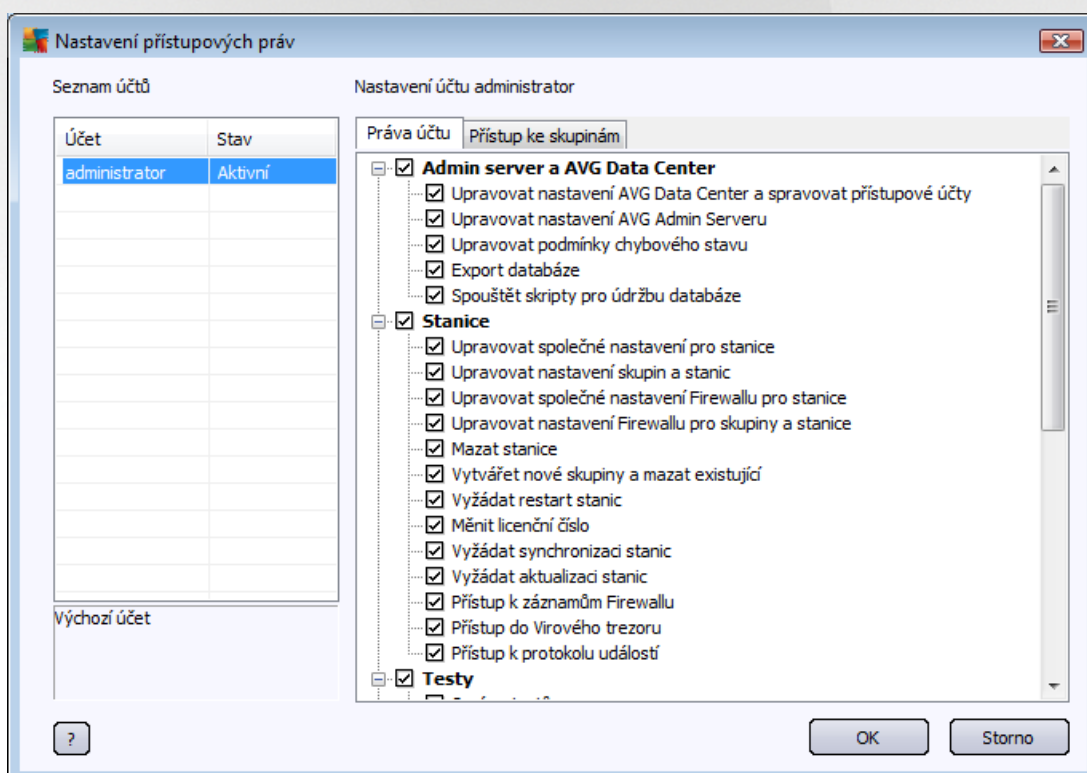 Nastavení přístupových práv
Seznam účtů
Nastavení účtu administrator
Účet Stav
administrator Aktivní
Výchozí účet
Práva účtu Přístup ke skupinám
Admin server a AVG Data Center
Upravovat nastavení AVG Data Center a spravovat přístupové účty
Upravovat nastavení AVG Admin Serveru
Upravovat podmínky chybového stavu
Export databáze
Spouštět skripty pro údržbu databáze
Stanice
Upravovat společné nastavení pro stanice
Upravovat nastavení skupin a stanic
Upravovat společné nastavení Firewallu pro stanice
Upravovat nastavení Firewallu pro skupiny a stanice
Mazat stanice
Vytvářet nové skupiny a mazat existující
Vyžádat restart stanic
Měnit licenční číslo
Vyžádat synchronizaci stanic
Vyžádat aktualizaci stanic
Přístup k záznamům Firewallu
Přístup do Virového trezoru
Přístup k protokolu událostí
Testy
?
OK
Storno